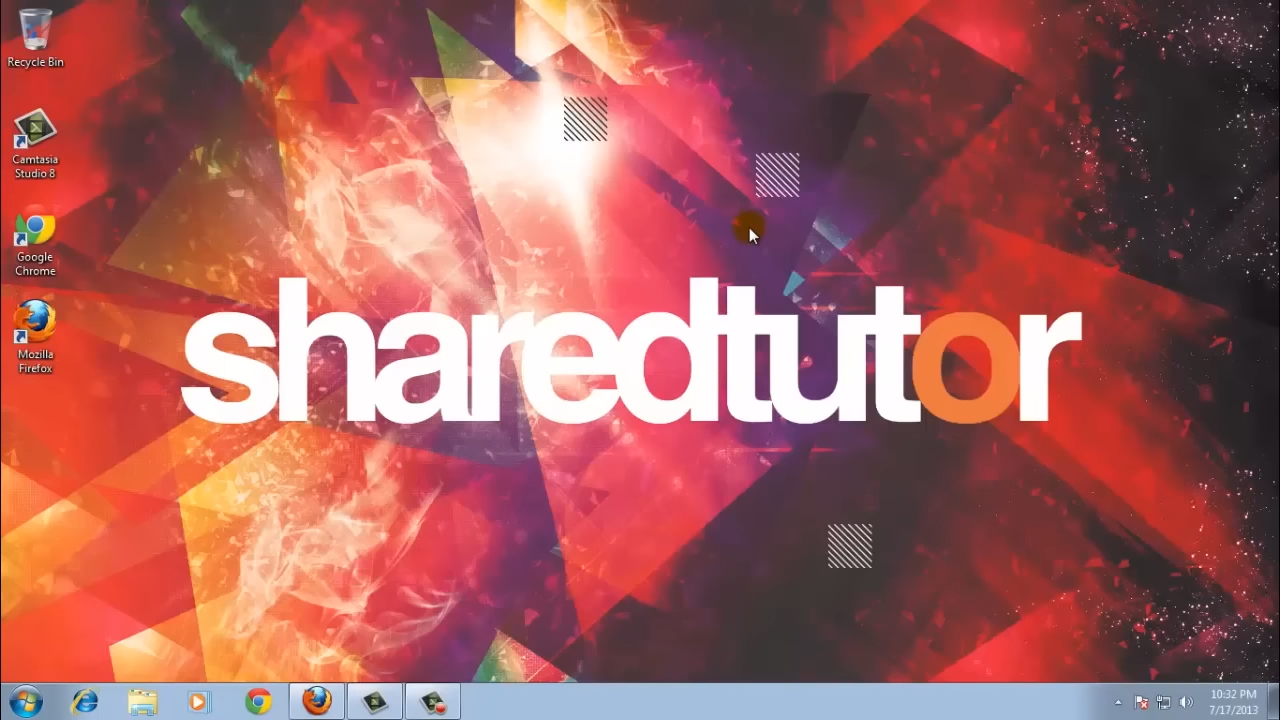 Recycle Bin
Camtasia
Studio 8
Google
Chrome
Mozilla
Firefox
sharedtutor
10:32 PM
7/17/2013